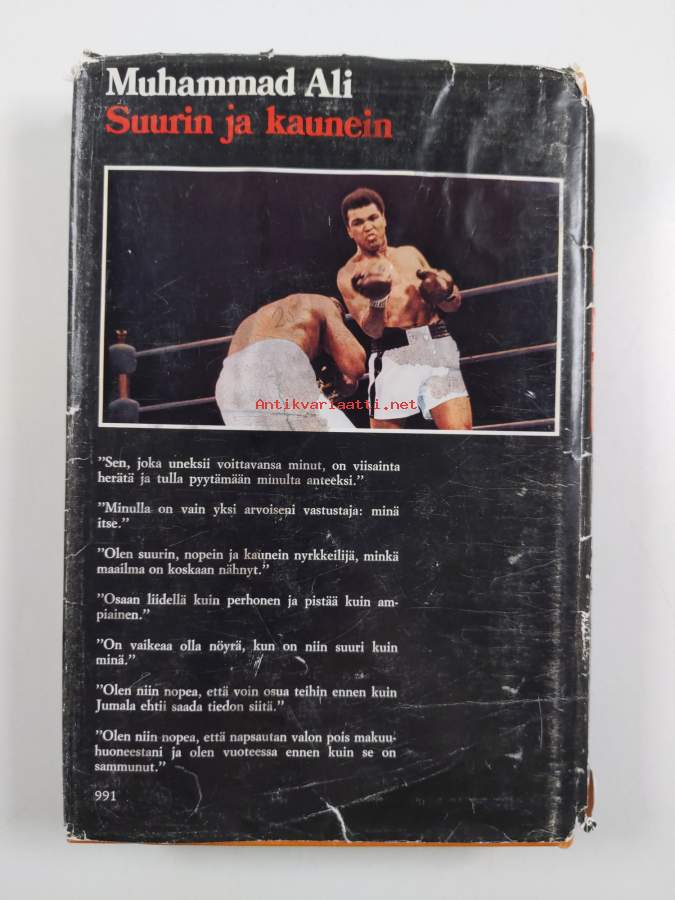 Muhammad Ali
Suurin ja kaunein
Antikvariaatti.net
”Sen, joka uneksii voittavansa minut, on viisainta
herätä ja tulla pyytämään minulta anteeksi.”
”Minulla on vain yksi arvoiseni vastustaja: minä
itse.”
”Olen suurin, nopein ja kaunein nyrkkeilijä, minkä
maailma on koskaan nähnyt.”
”Osaan liidellä kuin perhonen ja pistää kuin am-
piainen.”
”On vaikeaa olla nöyrä, kun on niin suuri kuin
minä.”
”Olen niin nopea, että voin osua teihin ennen kuin
Jumala ehtii saada tiedon siitä.”
”Olen niin nopea, että napsautan valon pois makuu-
huoneestani ja olen vuoteessa ennen kuin se on
sammunut.”
991